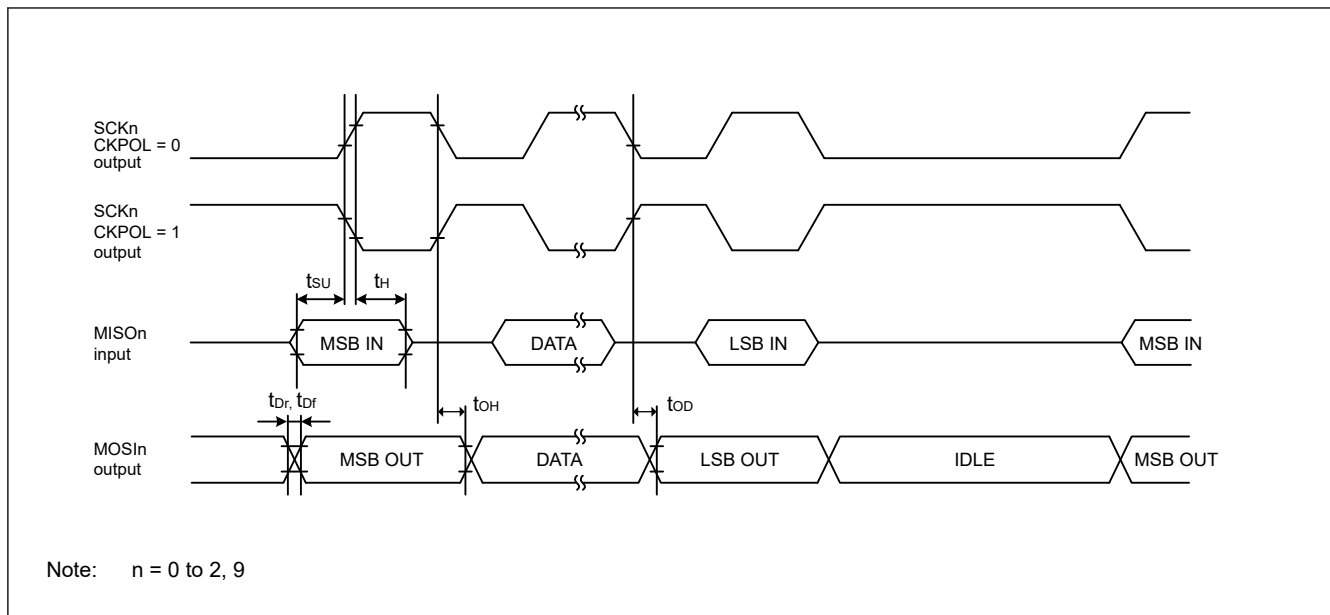 SCKn
CKPOL = 0
output
SCKn
CKPOL = 1
output
tSU
tH
MISOn
input
MSB IN
DATA
LSB IN
MSB IN
tDr, tDf
tOH
tOD
MOSIn
output
MSB OUT
DATA
LSB OUT
IDLE
MSB OUT
Note: n = 0 to 2, 9